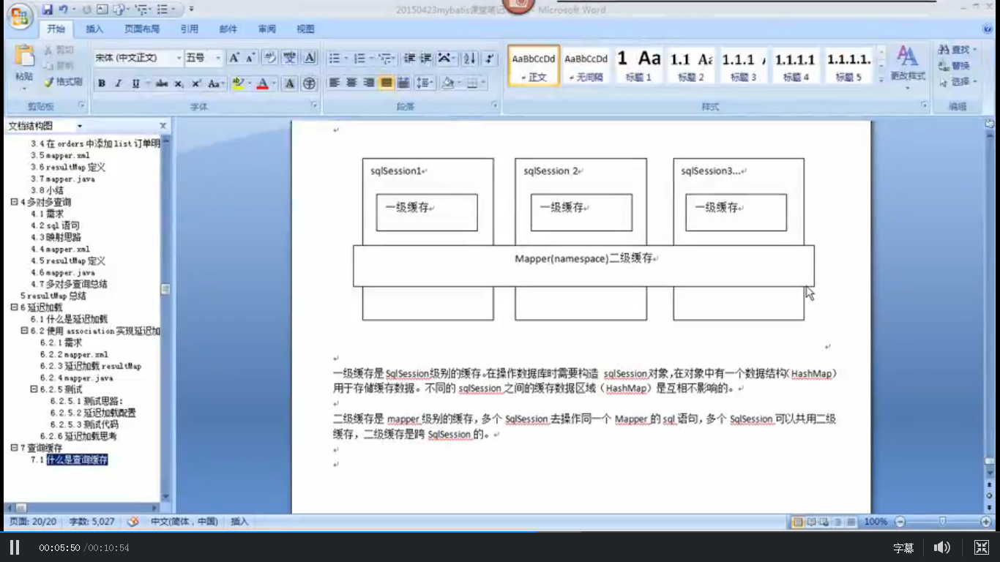 20150423mybatis课堂笔记 - Microsoft Word
开始 插入 页面布局 引用 邮件 审阅 视图
粘贴 剪切
复制
格式刷
宋体 (中文正文) 五号
AaBbCcDd AaBbCcDd 1 Aa 1.1 Aa 1.1.1 1.1.1.1 1.1.1.1.
正文 无间隔 标题 1 标题 2 标题 3 标题 4 标题 5
更改样式
查找
替换
选择
剪贴板 字体 段落 样式 编辑
文档结构图
3.4 在 orders 中添加 list 订单明
3.5 mapper.xml
3.6 resultMap 定义
3.7 mapper.java
3.8 小结
4 多对多查询
4.1 需求
4.2 sql 语句
4.3 映射思路
4.4 mapper.xml
4.5 resultMap 定义
4.6 mapper.java
4.7 多对多查询总结
5 resultMap 总结
6 延迟加载
6.1 什么是延迟加载
6.2 使用 association 实现延迟加
6.2.1 需求
6.2.2 mapper.xml
6.2.3 延迟加载 resultMap
6.2.4 mapper.java
6.2.5 测试
6.2.5.1 测试思路:
6.2.5.2 延迟加载配置
6.2.5.3 测试代码
6.2.6 延迟加载思考
7 查询缓存
7.1 什么是查询缓存
sqlSession1 sqlSession 2 sqlSession3...
一级缓存 一级缓存 一级缓存
Mapper(namespace)二级缓存
一级缓存是 SqlSession级别的缓存。在操作数据库时需要构造 sqlSession对象，在对象中有一个数据结构（HashMap）
用于存储缓存数据。不同的 sqlSession 之间的缓存数据区域（HashMap）是互相不影响的。
二级缓存是 mapper 级别的缓存，多个 SqlSession 去操作同一个 Mapper 的 sql 语句，多个 SqlSession 可以共用二级
缓存，二级缓存是跨 SqlSession 的。
页面: 20/20 字数: 5,027 中文(简体，中国) 插入 100%
00:05:50 /00:10:54 字幕